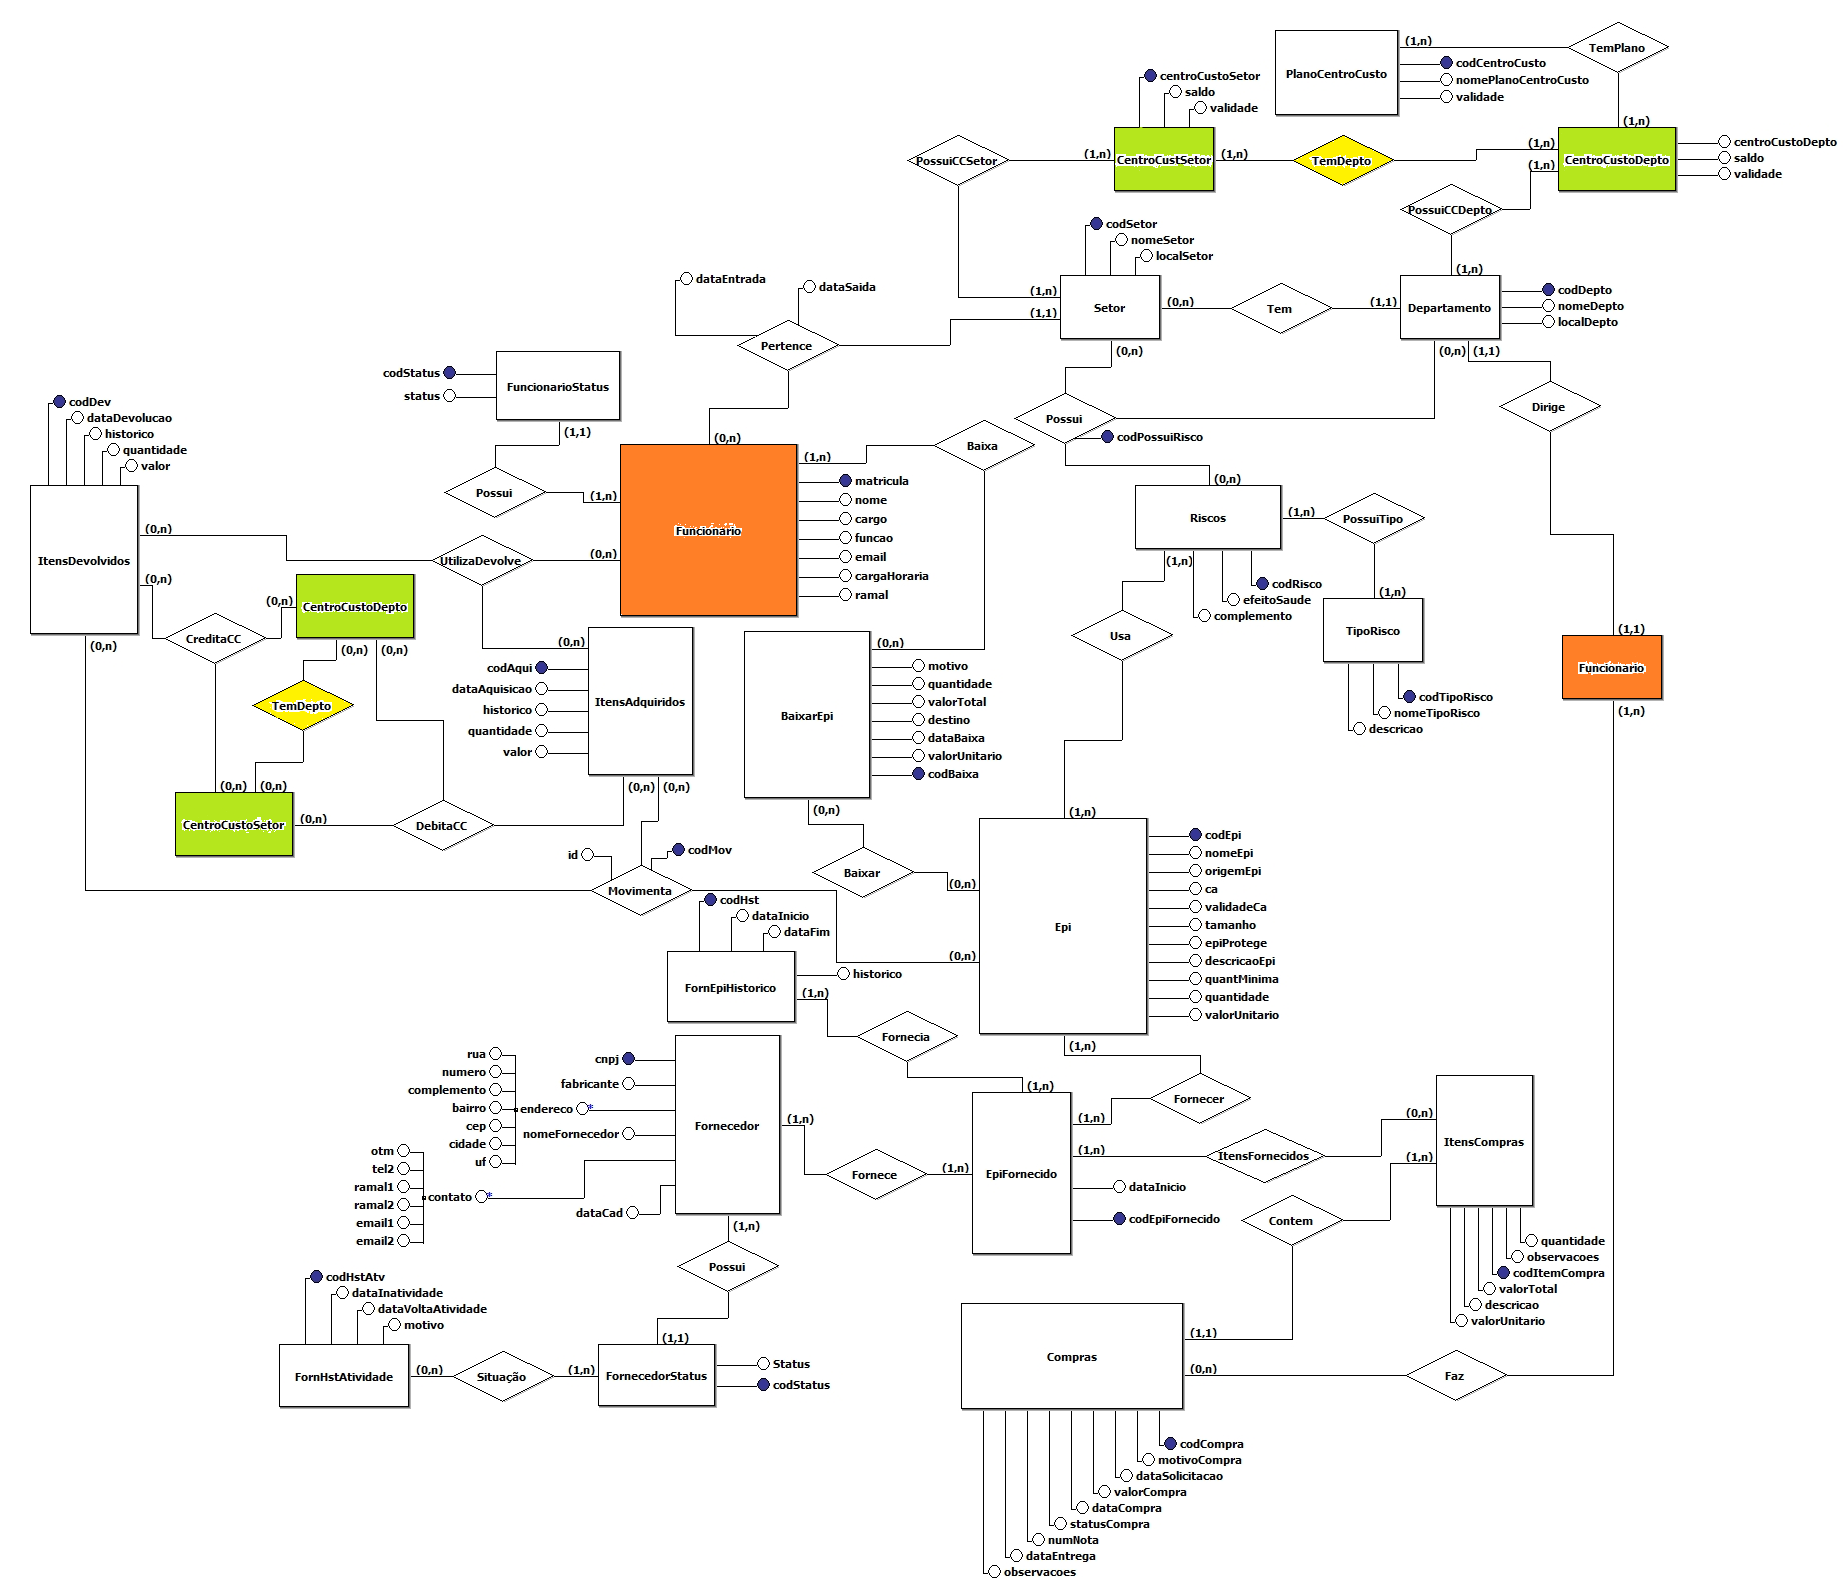 TemPlano
(1,n)
PlanoCentroCusto
codCentroCusto
nomePlanoCentroCusto
validade
(1,n)
centroCustoSetor
saldo
validade
PossuiCCSetor
(1,n)
CentroCustSetor
(1,n)
TemDepto
(1,n)
(1,n)
CentroCustoDepto
centroCustoDepto
saldo
validade
PossuiCCDepto
codSetor
nomeSetor
localSetor
(1,n)
(1,1)
Setor
(0,n)
Tem
(1,1)
(1,n)
Departamento
codDepto
nomeDepto
localDepto
dataEntrada
dataSaida
Pertence
(0,n)
(0,n)
(1,1)
Possui
codPossuiRisco
Dirige
codStatus
status
FuncionarioStatus
(1,1)
Possui
(1,n)
(0,n)
(1,n)
Baixa
codDev
dataDevolucao
historico
quantidade
valor
ItensDevolvidos
(0,n)
(0,n)
(0,n)
UtilizaDevolve
(0,n)
Funcionario
matricula
nome
cargo
funcao
email
cargaHoraria
ramal
(0,n)
Riscos
(1,n)
PossuiTipo
(1,n)
codRisco
efeitoSaude
complemento
(1,n)
TipoRisco
codTipoRisco
nomeTipoRisco
descricao
Usa
(1,1)
Funcionario
(1,n)
CreditaCC
(0,n)
CentroCustoDepto
(0,n)
(0,n)
TemDepto
(0,n)
(0,n)
CentroCustoSetor
(0,n)
DebitaCC
(0,n)
codAqui
dataAquisicao
historico
quantidade
valor
ItensAdquiridos
(0,n)
(0,n)
(0,n)
BaixarEpi
motivo
quantidade
valorTotal
destino
dataBaixa
valorUnitario
codBaixa
(0,n)
Baixar
(0,n)
id
codMov
Movimenta
(0,n)
(1,n)
Epi
codEpi
nomeEpi
origemEpi
ca
validadeCa
tamanho
epiProtege
descricaoEpi
quantMinima
quantidade
valorUnitario
(1,n)
codHst
dataInicio
dataFim
FornEpiHistorico
historico
(1,n)
Fornecia
(1,n)
Fornecer
(1,n)
rua
numero
complemento
bairro
cep
cidade
uf
cnpj
fabricante
endereco *
nomeFornecedor
otm
tel2
ramal1
ramal2
email1
email2
contato *
dataCad
Fornecedor
(1,n)
Fornece
(1,n)
EpiFornecido
(1,n)
ItensFornecidos
dataInicio
codEpiFornecido
(0,n)
(1,n)
ItensCompras
Contem
quantidade
observacoes
codItemCompra
valorTotal
descricao
valorUnitario
(1,n)
Possui
(1,1)
codHstAtv
dataInatividade
dataVoltaAtividade
motivo
FornHstAtividade
(0,n)
Situação
(1,n)
FornecedorStatus
Status
codStatus
Compras
(1,1)
(0,n)
Faz
codCompra
motivoCompra
dataSolicitacao
valorCompra
dataCompra
statusCompra
numNota
dataEntrega
observacoes